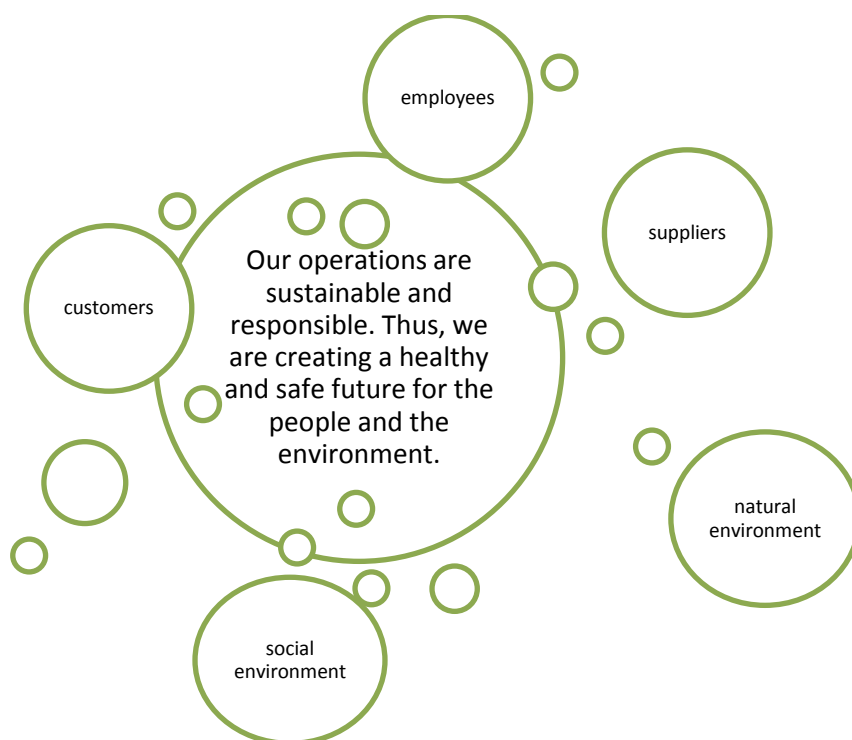 employees
suppliers
customers
Our operations are
sustainable and
responsible. Thus, we
are creating a healthy
and safe future for the
people and the
environment.
natural
environment
social
environment